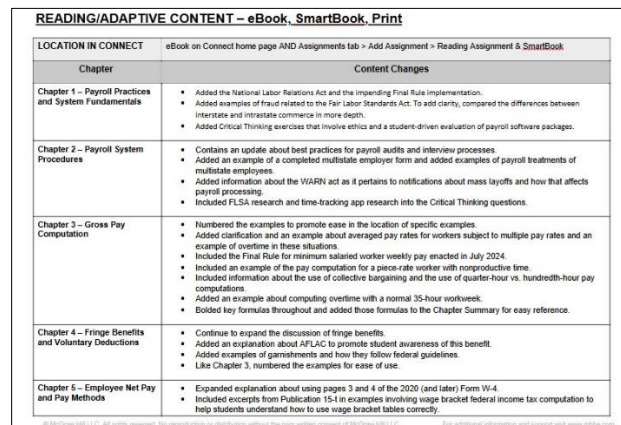 READING/ADAPTIVE CONTENT – eBook, SmartBook, Print
LOCATION IN CONNECT
eBook on Connect home page AND Assignments tab > Add Assignment > Reading Assignment & SmartBook
Chapter
Content Changes
Chapter 1 – Payroll Practices
and System Fundamentals
• Added the National Labor Relations Act and the impending Final Rule implementation.
• Added examples of fraud related to the Fair Labor Standards Act. To add clarity, compared the differences between
interstate and intrastate commerce in more depth.
• Added Critical Thinking exercises that involve ethics and a student-driven evaluation of payroll software packages.
Chapter 2 – Payroll System
Procedures
• Contains an update about best practices for payroll audits and interview processes.
• Added an example of a completed multistate employer form and added examples of payroll treatments of
multistate employees.
• Added information about the WARN act as it pertains to notifications about mass layoffs and how that affects
payroll processing.
• Included FLSA research and time-tracking app research into the Critical Thinking questions.
Chapter 3 – Gross Pay
Computation
• Numbered the examples to promote ease in the location of specific examples.
• Added clarification and an example about averaged pay rates for workers subject to multiple pay rates and an
example of overtime in these situations.
• Included the Final Rule for minimum salaried worker weekly pay enacted in July 2024.
• Included an example of the pay computation for a piece-rate worker with nonproductive time.
• Included information about the use of collective bargaining and the use of quarter-hour vs. hundredth-hour pay
computations.
• Added an example about computing overtime with a normal 35-hour workweek.
• Bolded key formulas throughout and added those formulas to the Chapter Summary for easy reference.
Chapter 4 – Fringe Benefits
and Voluntary Deductions
• Continue to expand the discussion of fringe benefits.
• Added an explanation about AFLAC to promote student awareness of this benefit.
• Added examples of garnishments and how they follow federal guidelines.
• Like Chapter 3, numbered the examples for ease of use.
Chapter 5 – Employee Net Pay
and Pay Methods
• Expanded explanation about using pages 3 and 4 of the 2020 (and later) Form W-4.
• Included excerpts from Publication 15-t in examples involving wage bracket federal income tax computation to
help students understand how to use wage bracket tables correctly.